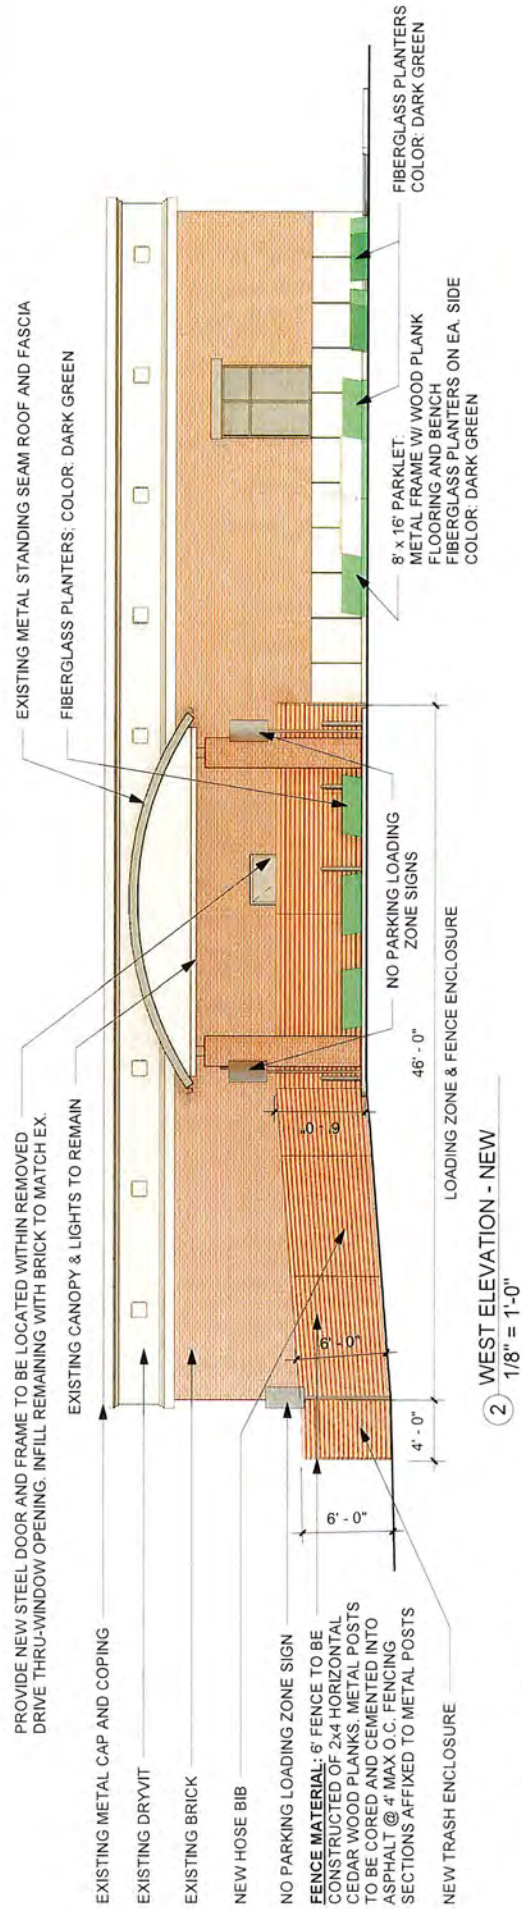 PROVIDE NEW STEEL DOOR AND FRAME TO BE LOCATED WITHIN REMOVED
DRIVE THRU-WINDOW OPENING. INFILL REMAINING WITH BRICK TO MATCH EX.
EXISTING CANOPY & LIGHTS TO REMAIN
EXISTING METAL STANDING SEAM ROOF AND FASCIA
FIBERGLASS PLANTERS; COLOR: DARK GREEN
EXISTING METAL CAP AND COPING
EXISTING DRYVIT
EXISTING BRICK
NEW HOSE BIB
NO PARKING LOADING ZONE SIGN
FENCE MATERIAL: 6' FENCE TO BE
CONSTRUCTED OF 2x4 HORIZONTAL
CEDAR WOOD PLANKS. METAL POSTS
TO BE CORED AND CEMENTED INTO
ASPHALT @ 4' MAX O.C. FENCING
SECTIONS AFFIXED TO METAL POSTS
NEW TRASH ENCLOSURE
6' - 0"
6' - 0"
6' - 0"
4' - 0"
46' - 0"
LOADING ZONE & FENCE ENCLOSURE
NO PARKING LOADING
ZONE SIGNS
8' x 16' PARKLET:
METAL FRAME W/ WOOD PLANK
FLOORING AND BENCH
FIBERGLASS PLANTERS ON EA. SIDE
COLOR: DARK GREEN
FIBERGLASS PLANTERS
COLOR: DARK GREEN
2
WEST ELEVATION - NEW
1/8" = 1'-0"